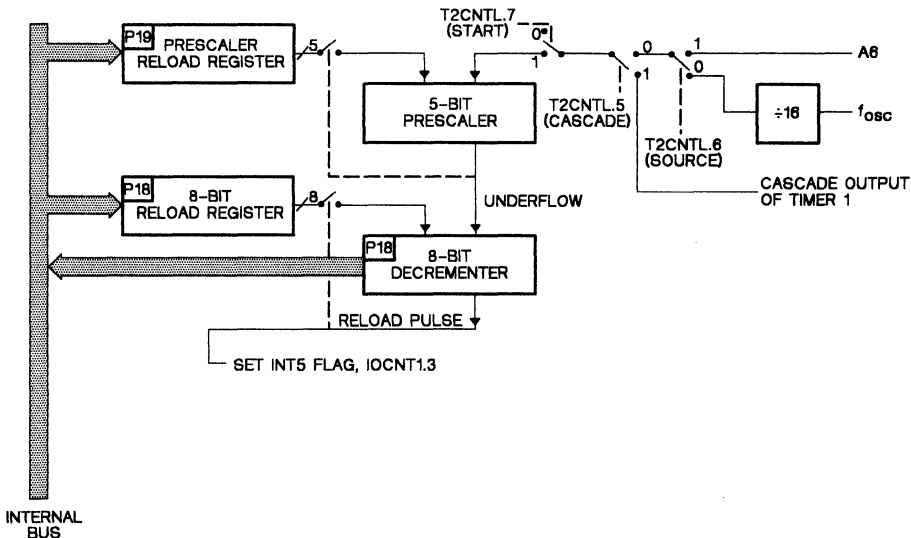 P19
PRESCALER
RELOAD REGISTER
5
T2CNTL.7
(START)
0
1
0
1
T2CNTL.5
(CASCADE)
1
0
A6
T2CNTL.6
(SOURCE)
÷16
fosc
5-BIT
PRESCALER
CASCADE OUTPUT
OF TIMER 1
P18
8-BIT
RELOAD REGISTER
8
UNDERFLOW
P18
8-BIT
DECREMENTER
RELOAD PULSE
SET INT5 FLAG, IOCNT1.3
INTERNAL
BUS